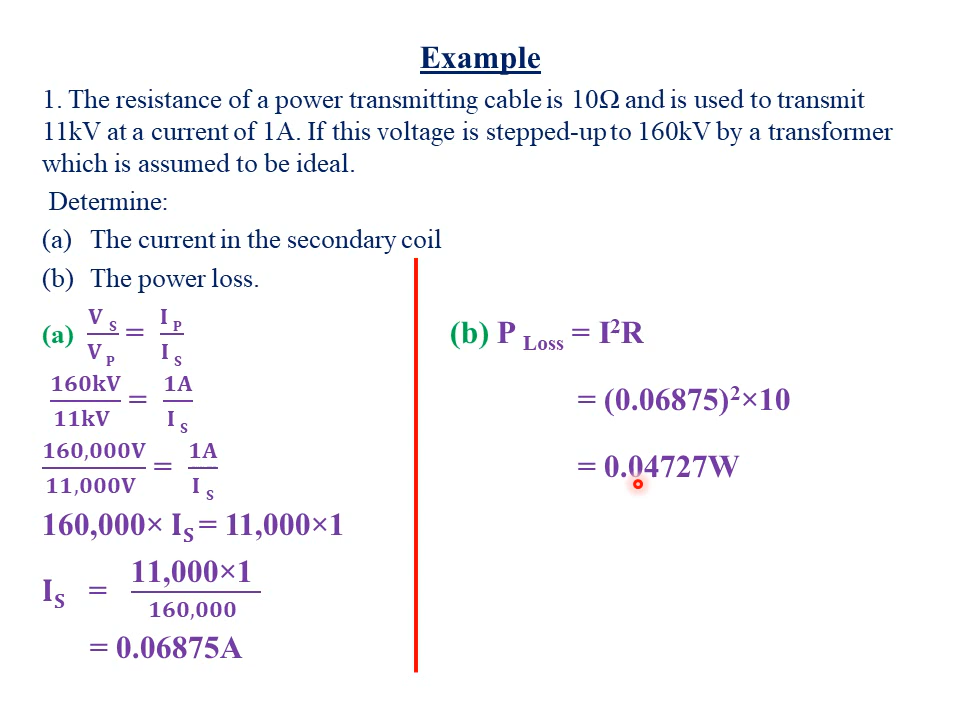 Example
1. The resistance of a power transmitting cable is 10Ω and is used to transmit
11kV at a current of 1A. If this voltage is stepped-up to 160kV by a transformer
which is assumed to be ideal.
Determine:
(a) The current in the secondary coil
(b) The power loss.
(a) V S / V P = I P / I S
160kV / 11kV = 1A / I S
160,000V / 11,000V = 1A / I S
160,000× I_S = 11,000×1
I_S = 11,000×1 / 160,000
= 0.06875A
(b) P Loss = I²R
= (0.06875)²×10
= 0.04727W